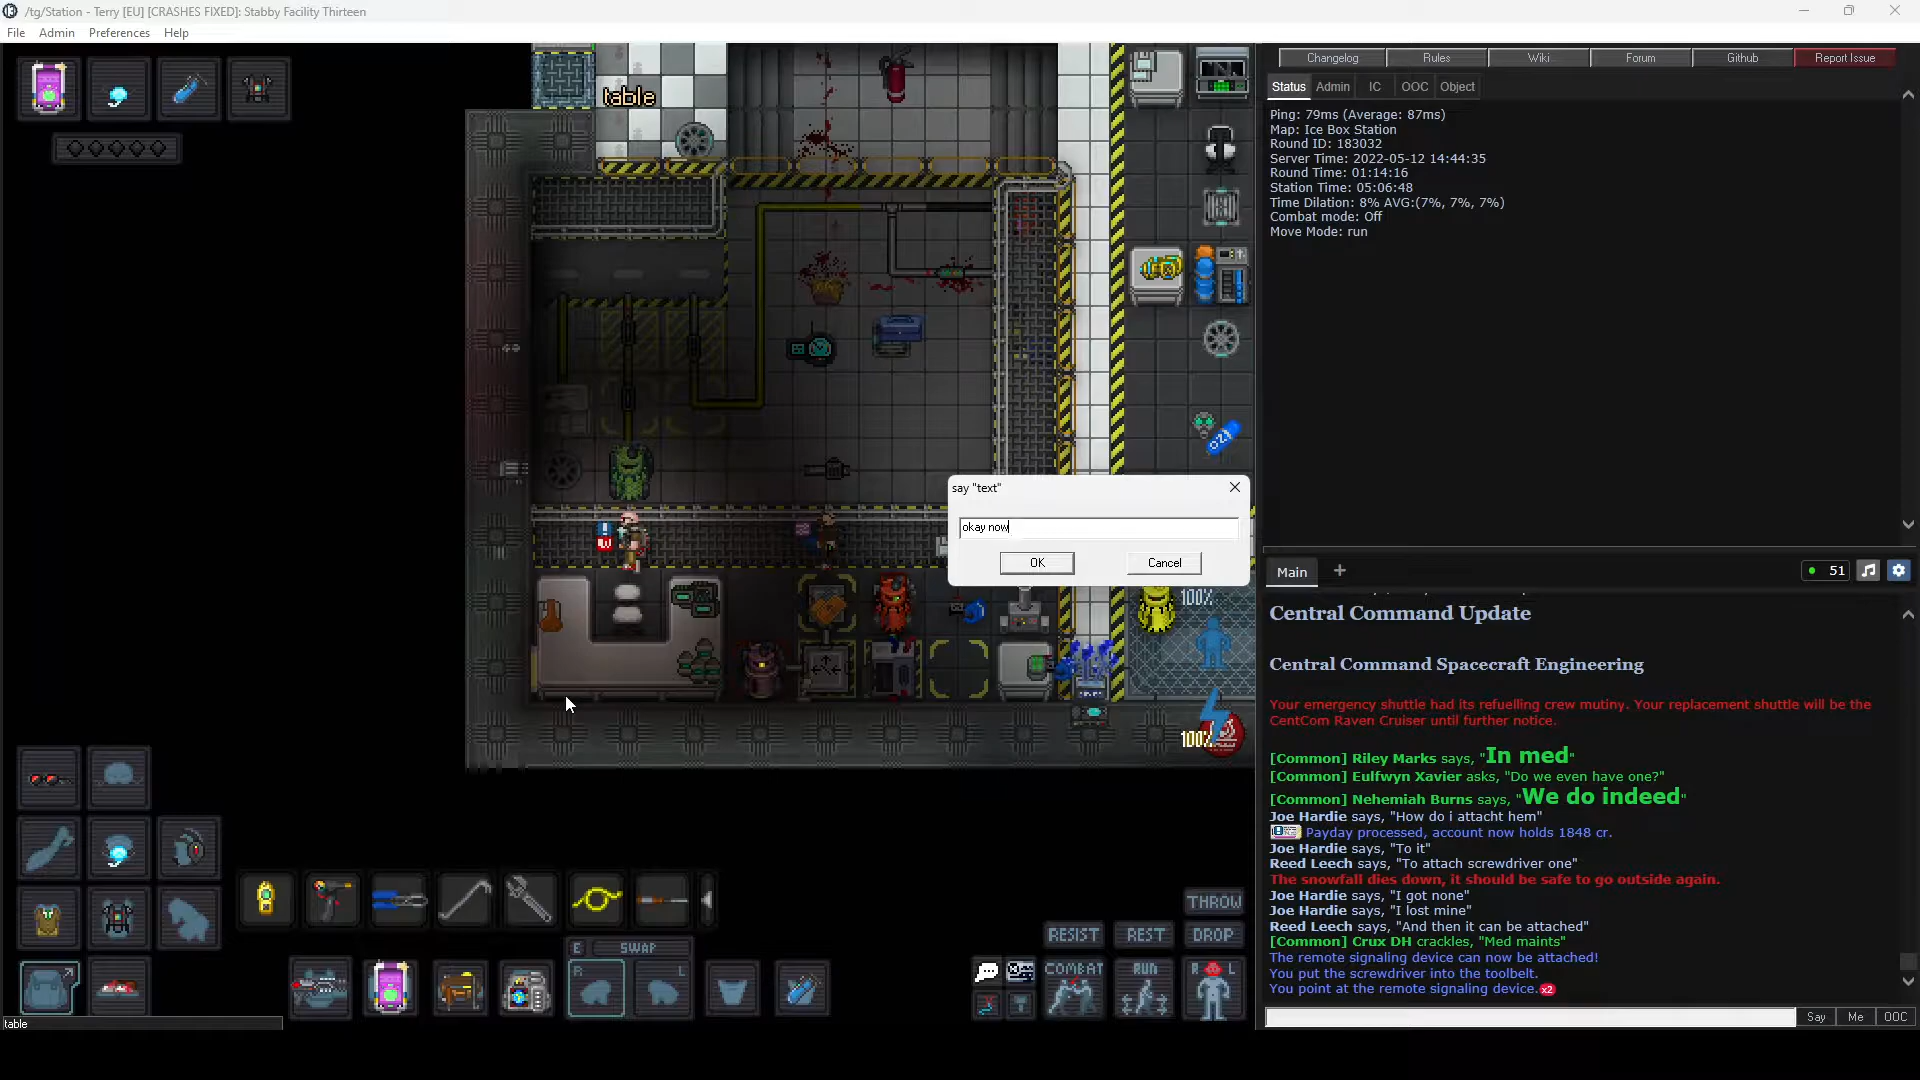 /tg/Station - Terry [EU] [CRASHES FIXED]: Stabby Facility Thirteen
File Admin Preferences Help
Changelog Rules Wiki Forum Github Report Issue
Status Admin IC OOC Object
Ping: 79ms (Average: 87ms)
Map: Ice Box Station
Round ID: 183032
Server Time: 2022-05-12 14:44:35
Round Time: 01:14:16
Station Time: 05:06:48
Time Dilation: 8% AVG:(7%, 7%, 7%)
Combat mode: Off
Move Mode: run
table
say "text"
okay now
OK Cancel
100%
100%
Main + 51
Central Command Update
Central Command Spacecraft Engineering
Your emergency shuttle had its refuelling crew mutiny. Your replacement shuttle will be the
CentCom Raven Cruiser until further notice.
[Common] Riley Marks says, "In med"
[Common] Eulfwyn Xavier asks, "Do we even have one?"
[Common] Nehemiah Burns says, "We do indeed"
Joe Hardie says, "How do i attacht hem"
Payday processed, account now holds 1848 cr.
Joe Hardie says, "To it"
Reed Leech says, "To attach screwdriver one"
The snowfall dies down, it should be safe to go outside again.
Joe Hardie says, "I got none"
Joe Hardie says, "I lost mine"
Reed Leech says, "And then it can be attached"
[Common] Crux DH crackles, "Med maints"
The remote signaling device can now be attached!
You put the screwdriver into the toolbelt.
You point at the remote signaling device. x2
Say Me OOC
THROW
RESIST REST DROP
E SWAP
R L
COMBAT RUN R L
table